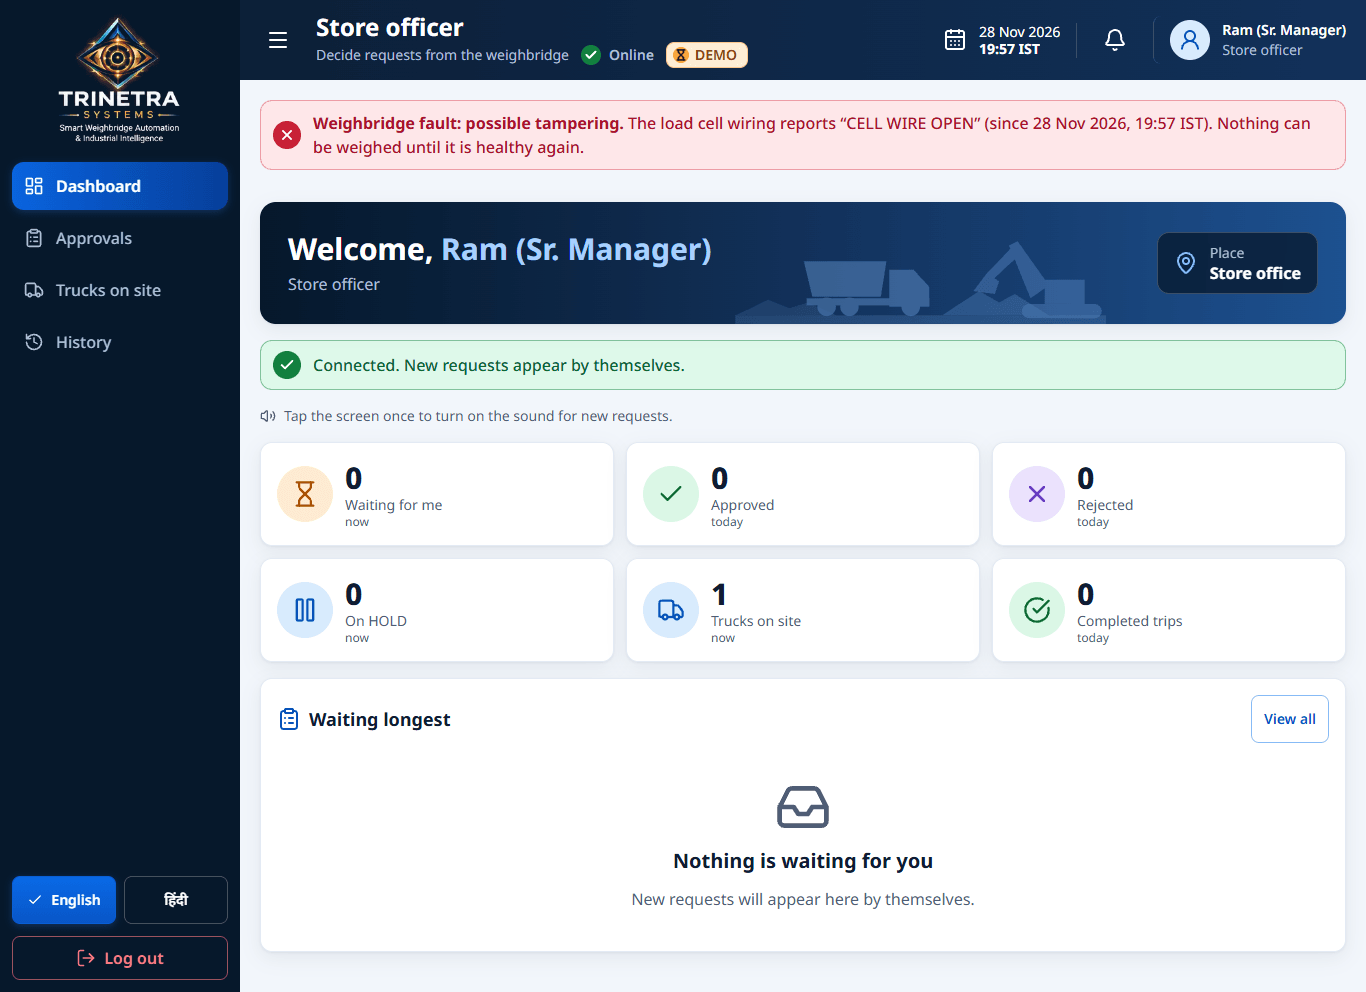 TRINETRA
SYSTEMS
Smart Weighbridge Automation
& Industrial Intelligence
Dashboard
Approvals
Trucks on site
History
English
हिंदी
Log out
Store officer
Decide requests from the weighbridge
Online
DEMO
28 Nov 2026
19:57 IST
Ram (Sr. Manager)
Store officer
Weighbridge fault: possible tampering. The load cell wiring reports “CELL WIRE OPEN” (since 28 Nov 2026, 19:57 IST). Nothing can
be weighed until it is healthy again.
Welcome, Ram (Sr. Manager)
Store officer
Place
Store office
Connected. New requests appear by themselves.
Tap the screen once to turn on the sound for new requests.
0
Waiting for me
now
0
Approved
today
0
Rejected
today
0
On HOLD
now
1
Trucks on site
now
0
Completed trips
today
Waiting longest
View all
Nothing is waiting for you
New requests will appear here by themselves.